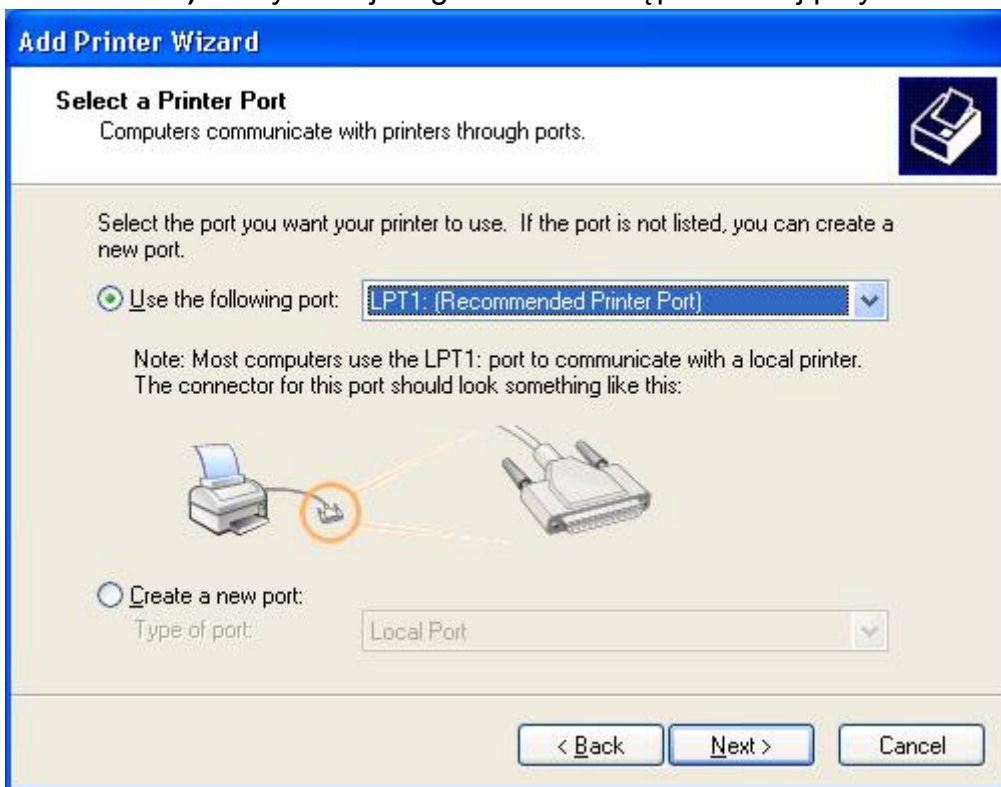 Add Printer Wizard
Select a Printer Port
Computers communicate with printers through ports.
Select the port you want your printer to use. If the port is not listed, you can create a
new port.
Use the following port: LPT1: (Recommended Printer Port)
Note: Most computers use the LPT1: port to communicate with a local printer.
The connector for this port should look something like this:
Create a new port:
Type of port: Local Port
< Back Next > Cancel